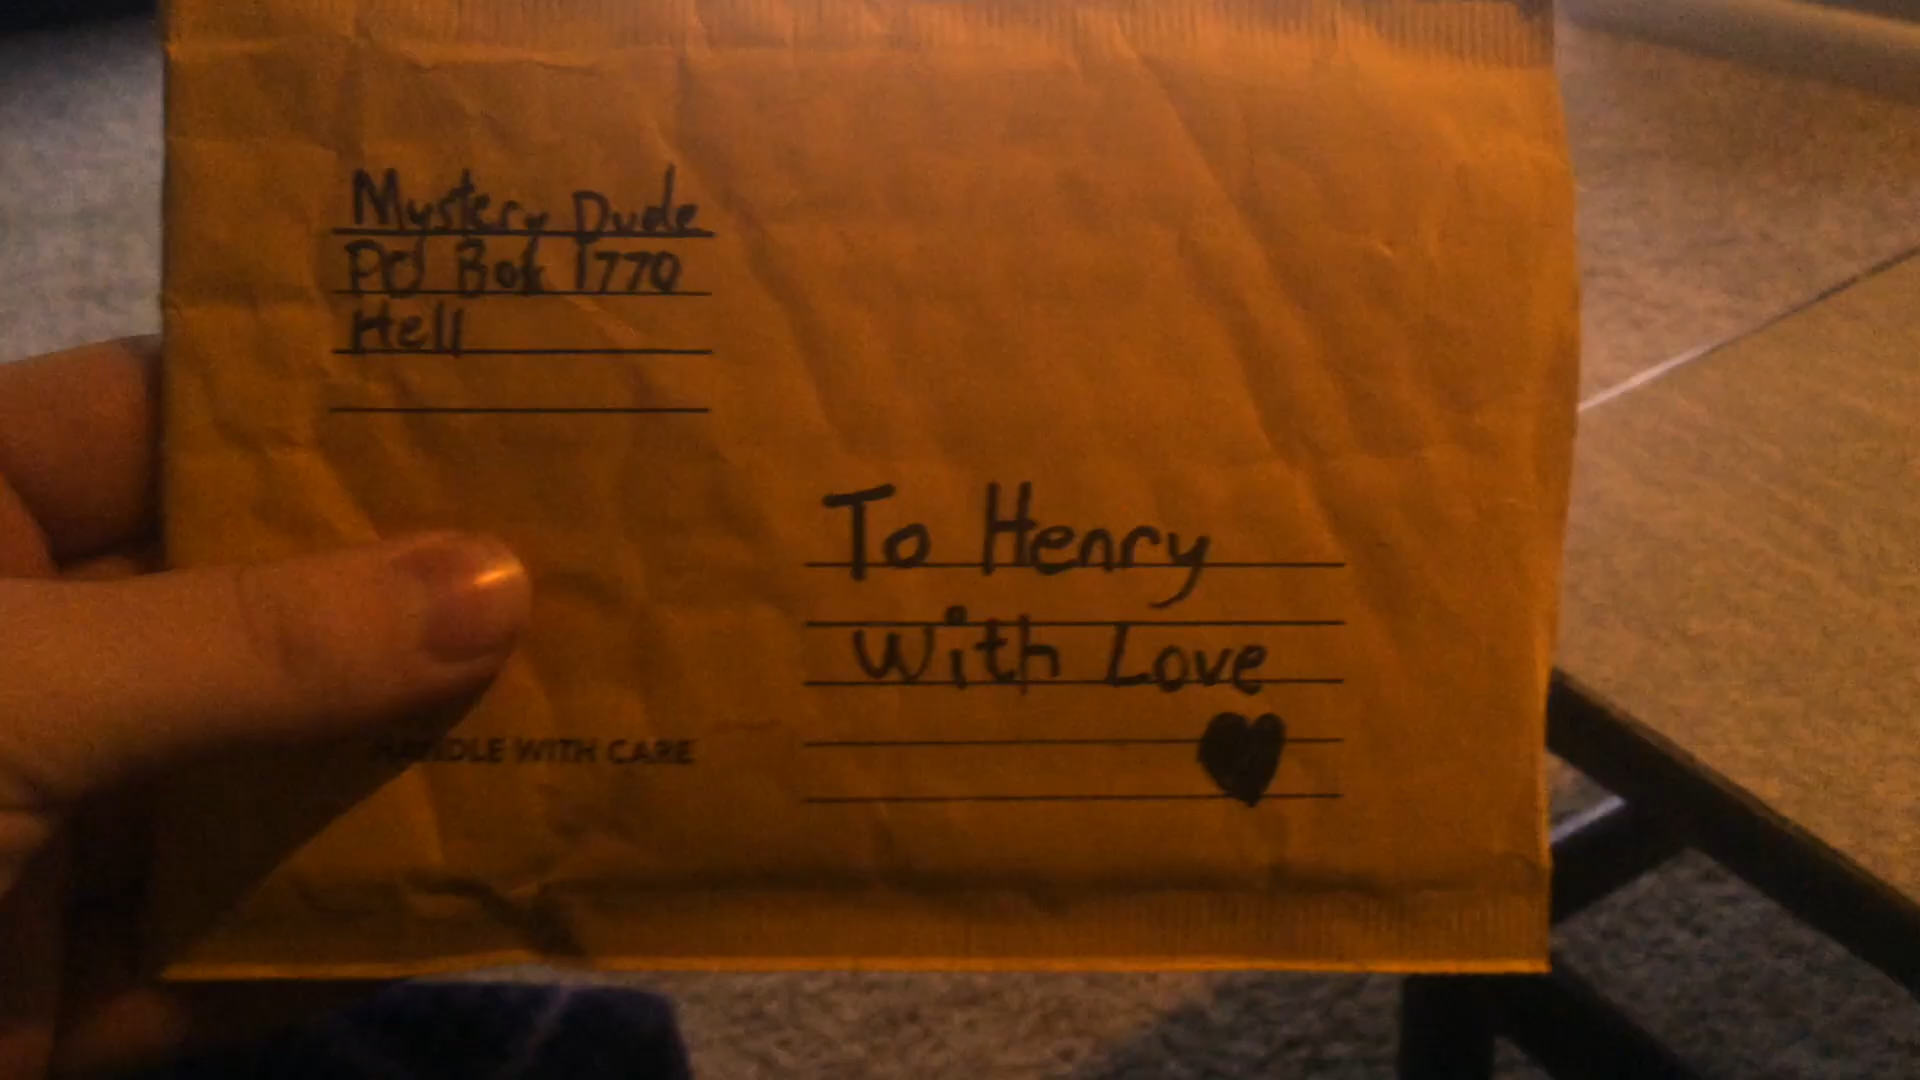 Mystery Dude
PO Box 1770
Hell
To Henry
With Love
HANDLE WITH CARE